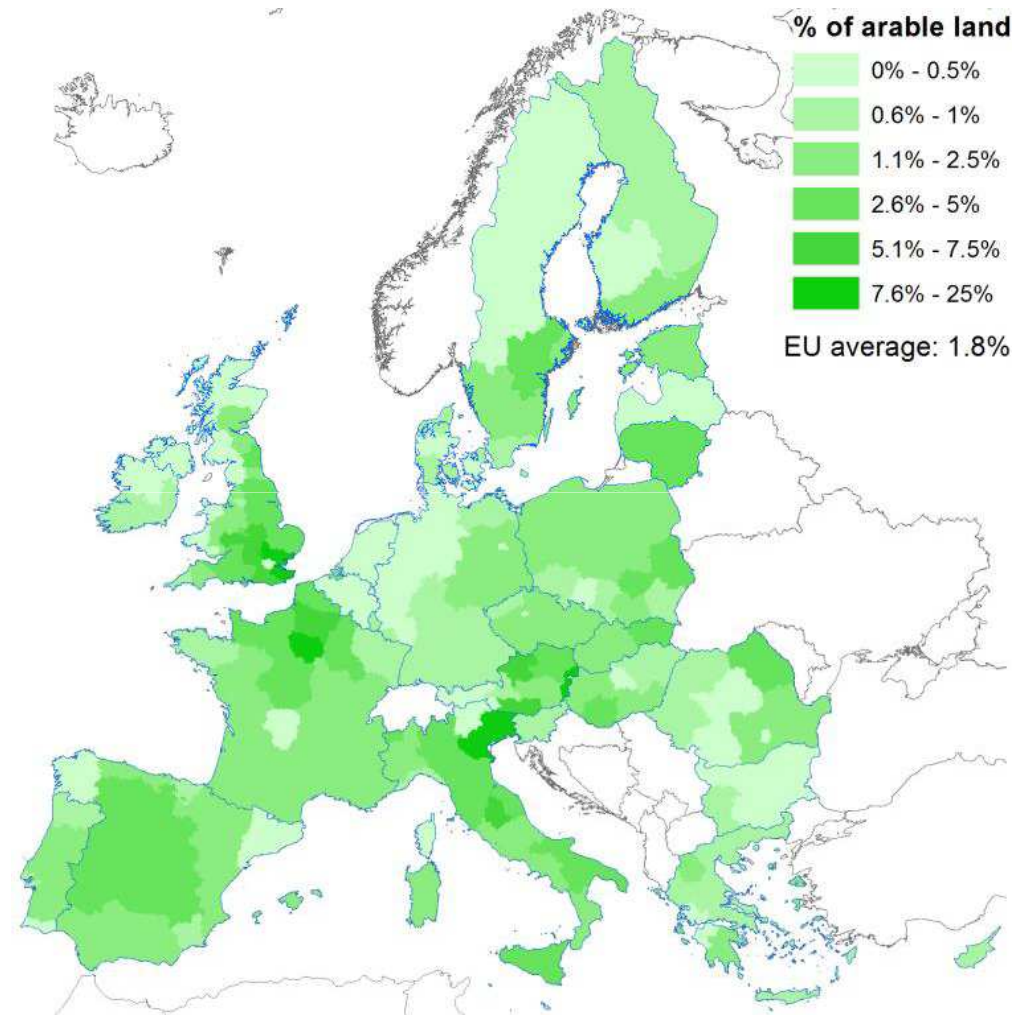 % of arable land
0% - 0.5%
0.6% - 1%
1.1% - 2.5%
2.6% - 5%
5.1% - 7.5%
7.6% - 25%
EU average: 1.8%